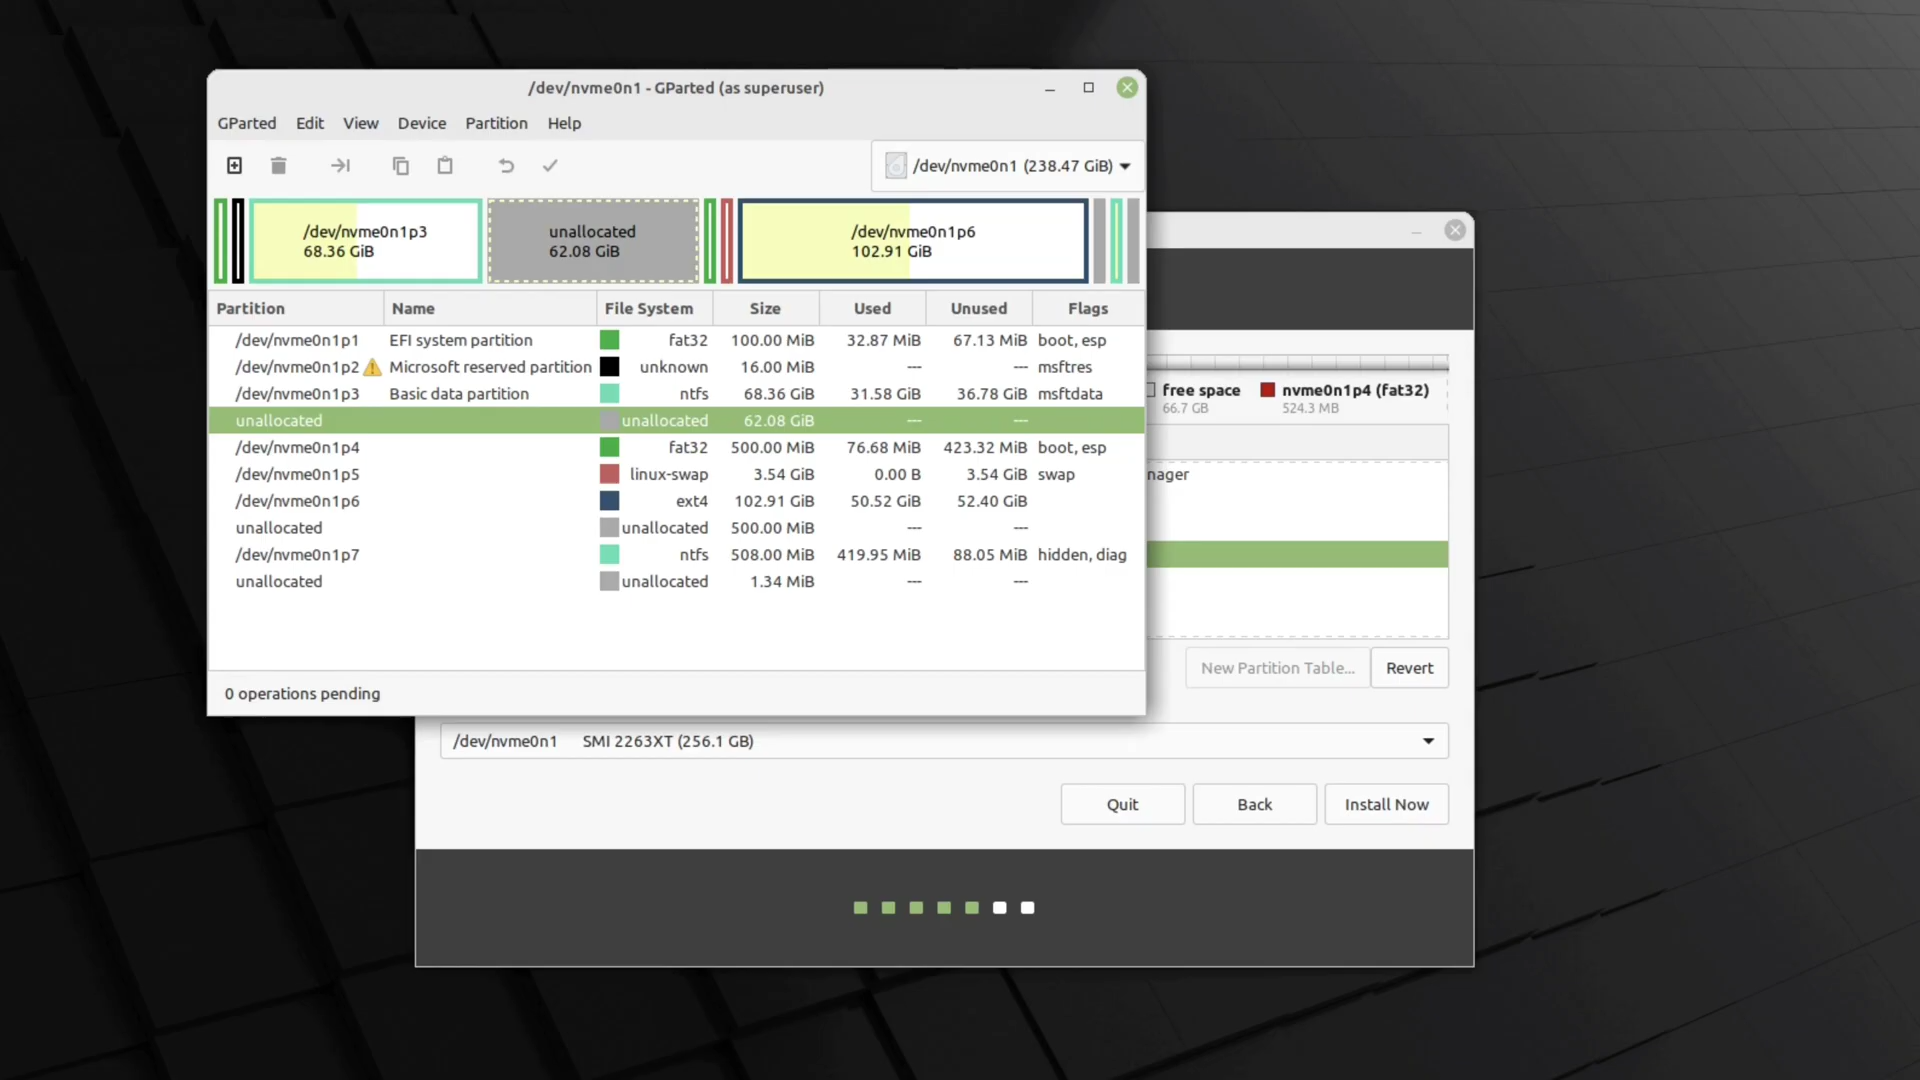 /dev/nvme0n1 - GParted (as superuser)
GParted Edit View Device Partition Help
/dev/nvme0n1 (238.47 GiB)
/dev/nvme0n1p3
68.36 GiB
unallocated
62.08 GiB
/dev/nvme0n1p6
102.91 GiB
Partition Name File System Size Used Unused Flags
/dev/nvme0n1p1 EFI system partition fat32 100.00 MiB 32.87 MiB 67.13 MiB boot, esp
/dev/nvme0n1p2 Microsoft reserved partition unknown 16.00 MiB --- --- msftres
/dev/nvme0n1p3 Basic data partition ntfs 68.36 GiB 31.58 GiB 36.78 GiB msftdata
unallocated unallocated 62.08 GiB --- ---
/dev/nvme0n1p4 fat32 500.00 MiB 76.68 MiB 423.32 MiB boot, esp
/dev/nvme0n1p5 linux-swap 3.54 GiB 0.00 B 3.54 GiB swap
/dev/nvme0n1p6 ext4 102.91 GiB 50.52 GiB 52.40 GiB
unallocated unallocated 500.00 MiB --- ---
/dev/nvme0n1p7 ntfs 508.00 MiB 419.95 MiB 88.05 MiB hidden, diag
unallocated unallocated 1.34 MiB --- ---
0 operations pending
free space
66.7 GB
nvme0n1p4 (fat32)
524.3 MB
nager
New Partition Table... Revert
/dev/nvme0n1 SMI 2263XT (256.1 GB)
Quit Back Install Now